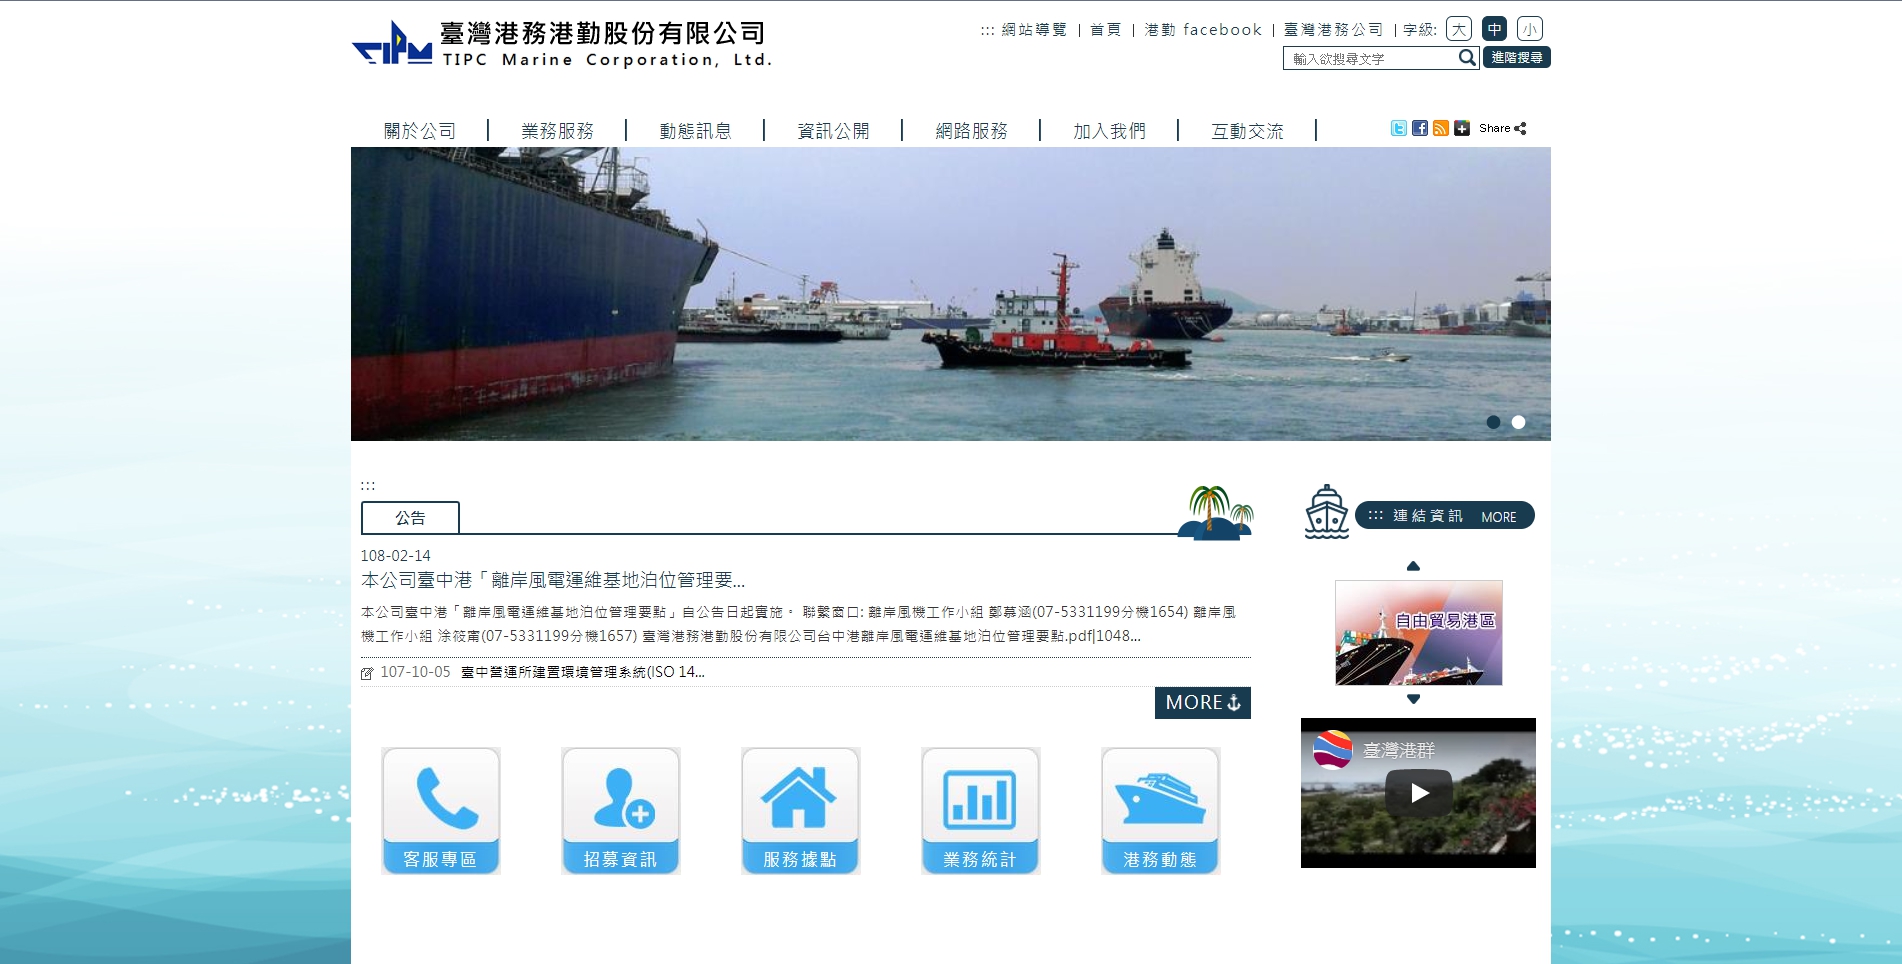 臺灣港務港勤股份有限公司
TIPC Marine Corporation, Ltd.
::: 網站導覽 | 首頁 | 港勤 facebook | 臺灣港務公司 | 字級: 大 中 小
輸入欲搜尋文字 進階搜尋
關於公司 業務服務 動態訊息 資訊公開 網路服務 加入我們 互動交流 Share
:::
公告
108-02-14
本公司臺中港「離岸風電運維基地泊位管理要...
本公司臺中港「離岸風電運維基地泊位管理要點」自公告日起實施。 聯繫窗口: 離岸風機工作小組 鄭慕涵(07-5331199分機1654) 離岸風
機工作小組 涂筱甯(07-5331199分機1657) 臺灣港務港勤股份有限公司台中港離岸風電運維基地泊位管理要點.pdf|1048...
107-10-05 臺中營運所建置環境管理系統(ISO 14...
MORE
客服專區 招募資訊 服務據點 業務統計 港務動態
::: 連結資訊 MORE
自由貿易港區
臺灣港群